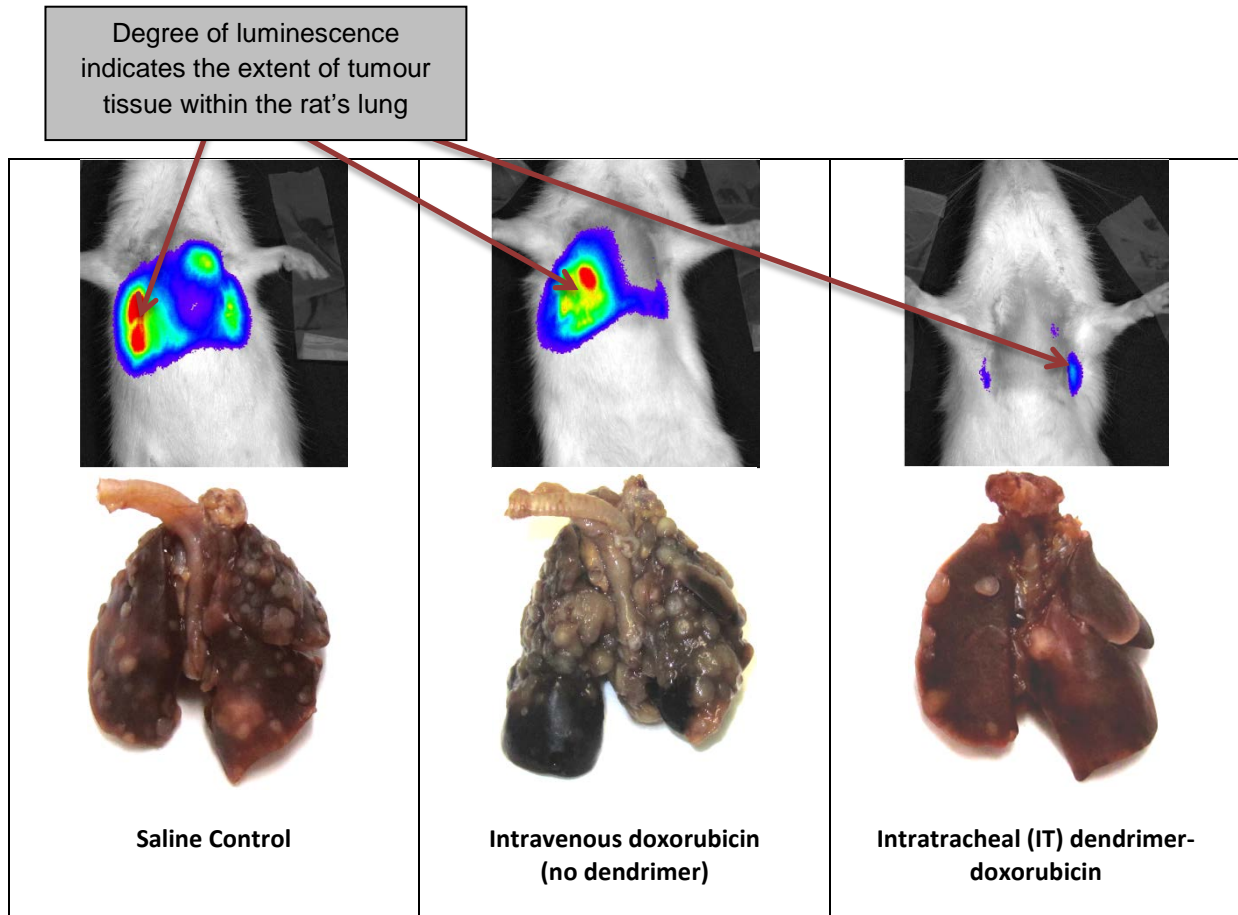 Degree of luminescence
indicates the extent of tumour
tissue within the rat's lung
Saline Control
Intravenous doxorubicin
(no dendrimer)
Intratracheal (IT) dendrimer-
doxorubicin